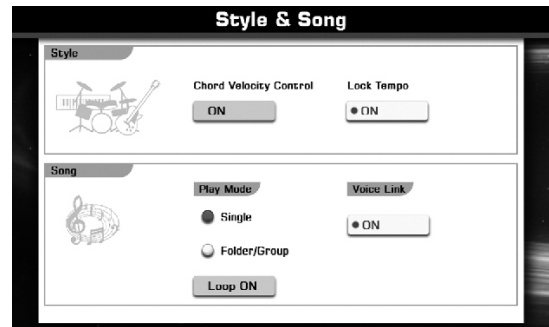 Style & Song
Style
Chord Velocity Control
Lock Tempo
ON
ON
Song
Play Mode
Voice Link
Single
ON
Folder/Group
Loop ON